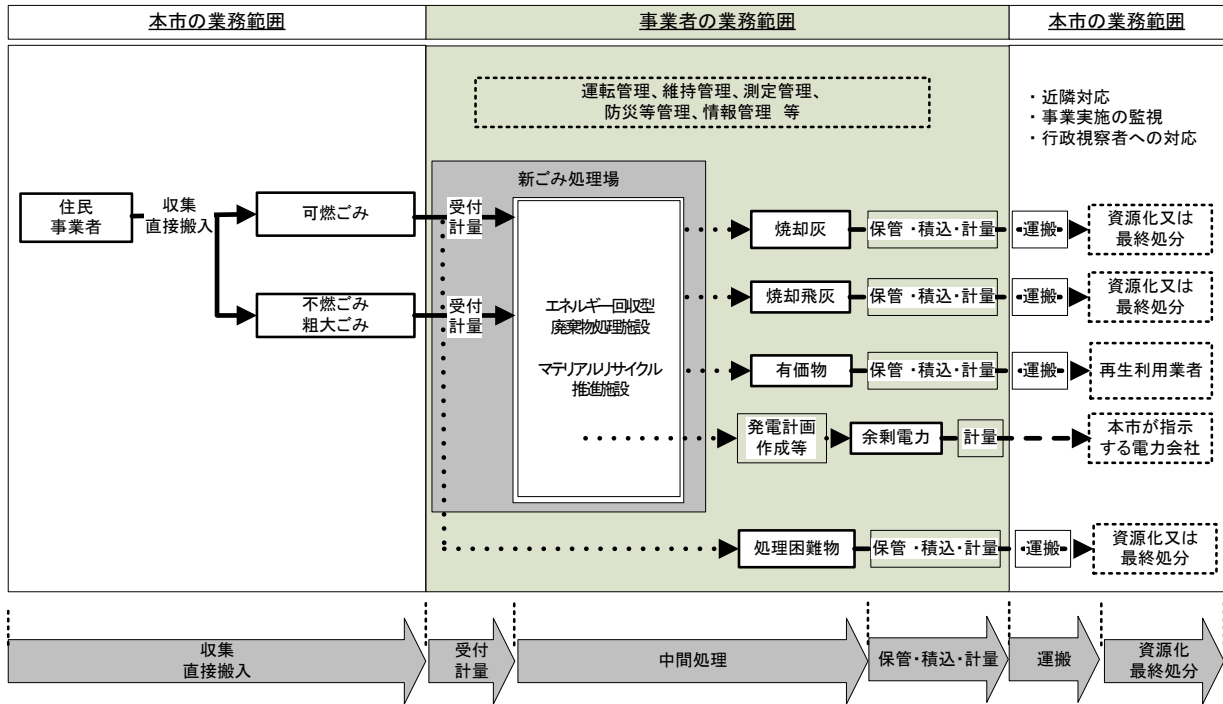 本市の業務範囲
事業者の業務範囲
本市の業務範囲
運転管理、維持管理、測定管理、
防災等管理、情報管理 等
・近隣対応
・事業実施の監視
・行政視察者への対応
新ごみ処理場
住民
事業者
収集
直接搬入
可燃ごみ
受付
計量
不燃ごみ
粗大ごみ
受付
計量
エネルギー回収型
廃棄物処理施設
マテリアルリサイクル
推進施設
焼却灰
保管・積込・計量
運搬
資源化又は
最終処分
焼却飛灰
保管・積込・計量
運搬
資源化又は
最終処分
有価物
保管・積込・計量
運搬
再生利用業者
発電計画
作成等
余剰電力
計量
本市が指示
する電力会社
処理困難物
保管・積込・計量
運搬
資源化又は
最終処分
収集
直接搬入
受付
計量
中間処理
保管・積込・計量
運搬
資源化
最終処分